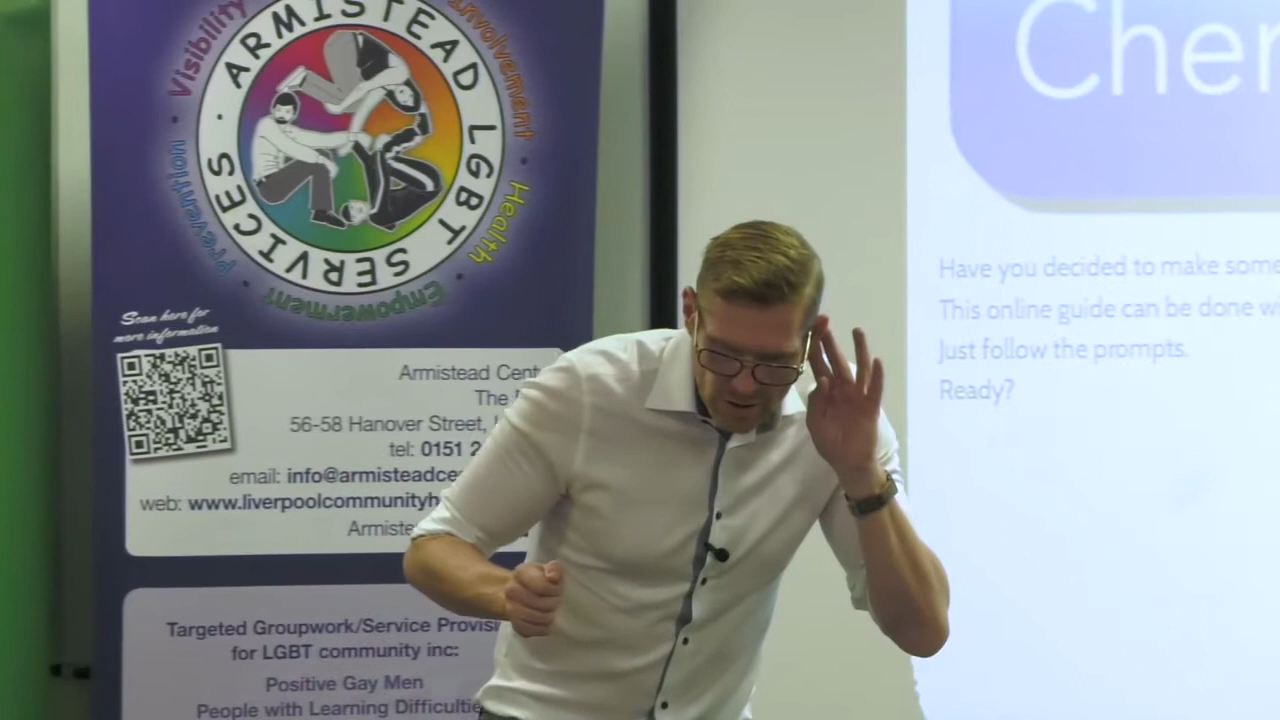 Visibility
Involvement
Health
Empowerment
Prevention
ARMISTEAD LGBT SERVICES
Scan here for
more information
Armistead
The
56-58 Hanover Street,
tel: 0151 2
email: info@armisteadce
web: www.liverpoolcommunityh
Armiste
Targeted Groupwork/Service Provisi
for LGBT community inc:
Positive Gay Men
People with Learning Difficultie
Cher
Have you decided to make some
This online guide can be done w
Just follow the prompts.
Ready?